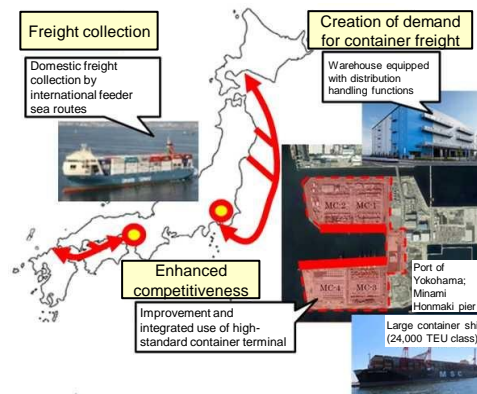 Freight collection
Domestic freight
collection by
international feeder
sea routes
Creation of demand
for container freight
Warehouse equipped
with distribution
handling functions
MC-2
MC-1
MC-4
MC-3
Enhanced
competitiveness
Improvement and
integrated use of high-
standard container terminal
Port of
Yokohama;
Minami
Honmaki pier
Large container shi
(24,000 TEU class)
M S C